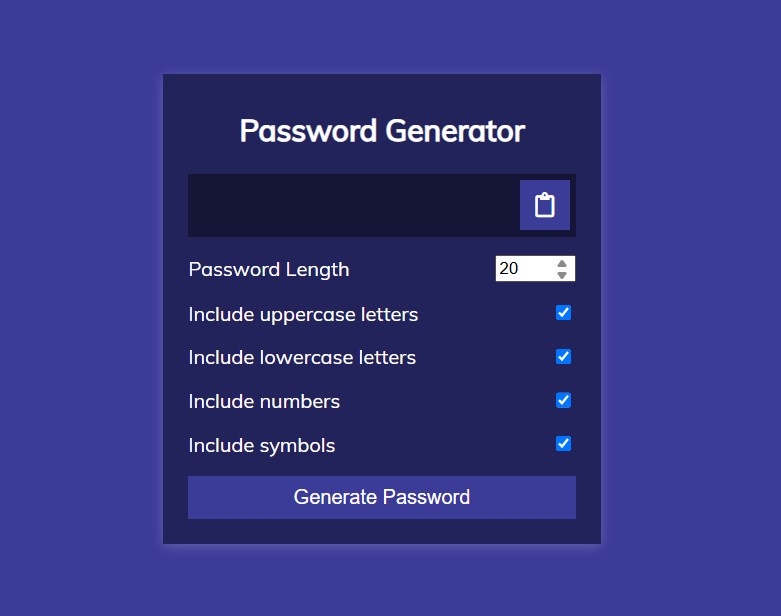 Password Generator
Password Length 20
Include uppercase letters
Include lowercase letters
Include numbers
Include symbols
Generate Password